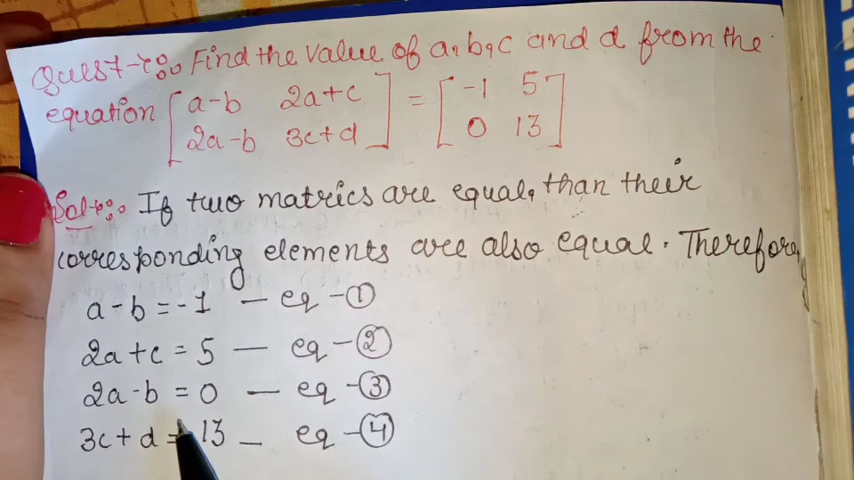 Quest-r:- Find the value of a, b, c and d from the
equation [a-b 2a+c] = [-1 5]
[2a-b 3c+d] [0 13]
Sol-r:- If two matrics are equal, than their
corresponding elements are also equal. Therefore,
a-b = -1 — eq-①
2a+c = 5 — eq-②
2a-b = 0 — eq-③
3c+d = 13 — eq-④